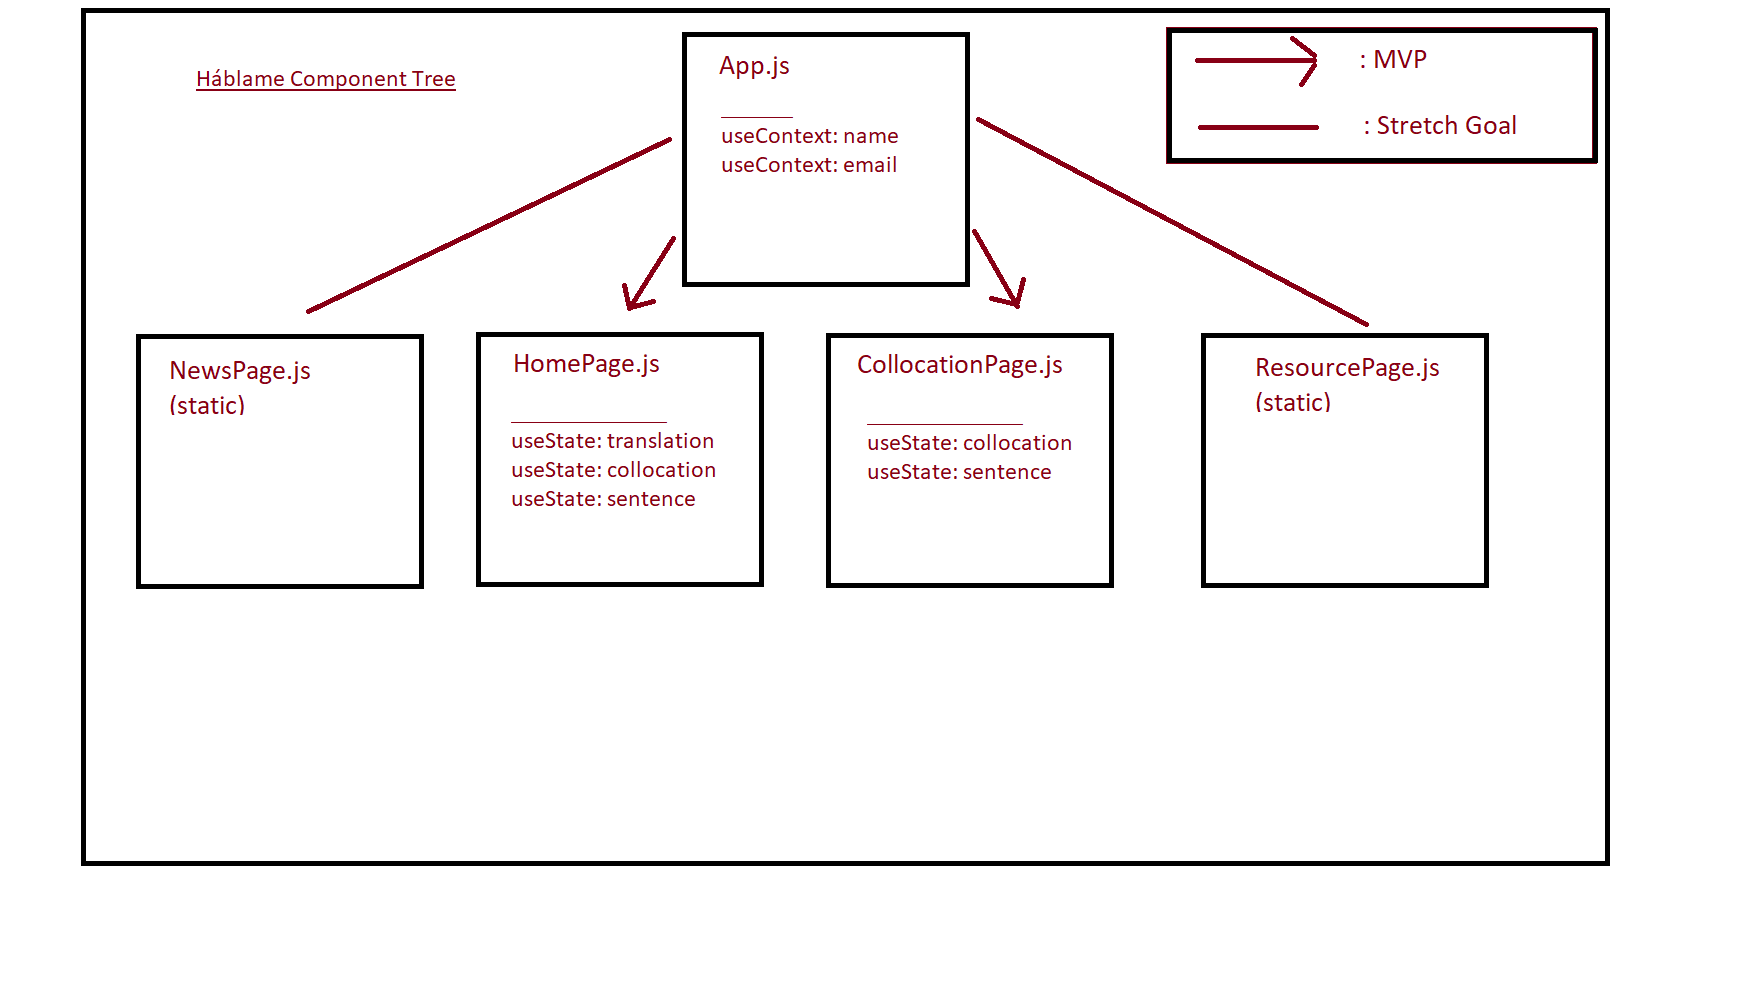 Háblame Component Tree
App.js
useContext: name
useContext: email
: MVP
: Stretch Goal
NewsPage.js
(static)
HomePage.js
useState: translation
useState: collocation
useState: sentence
CollocationPage.js
useState: collocation
useState: sentence
ResourcePage.js
(static)